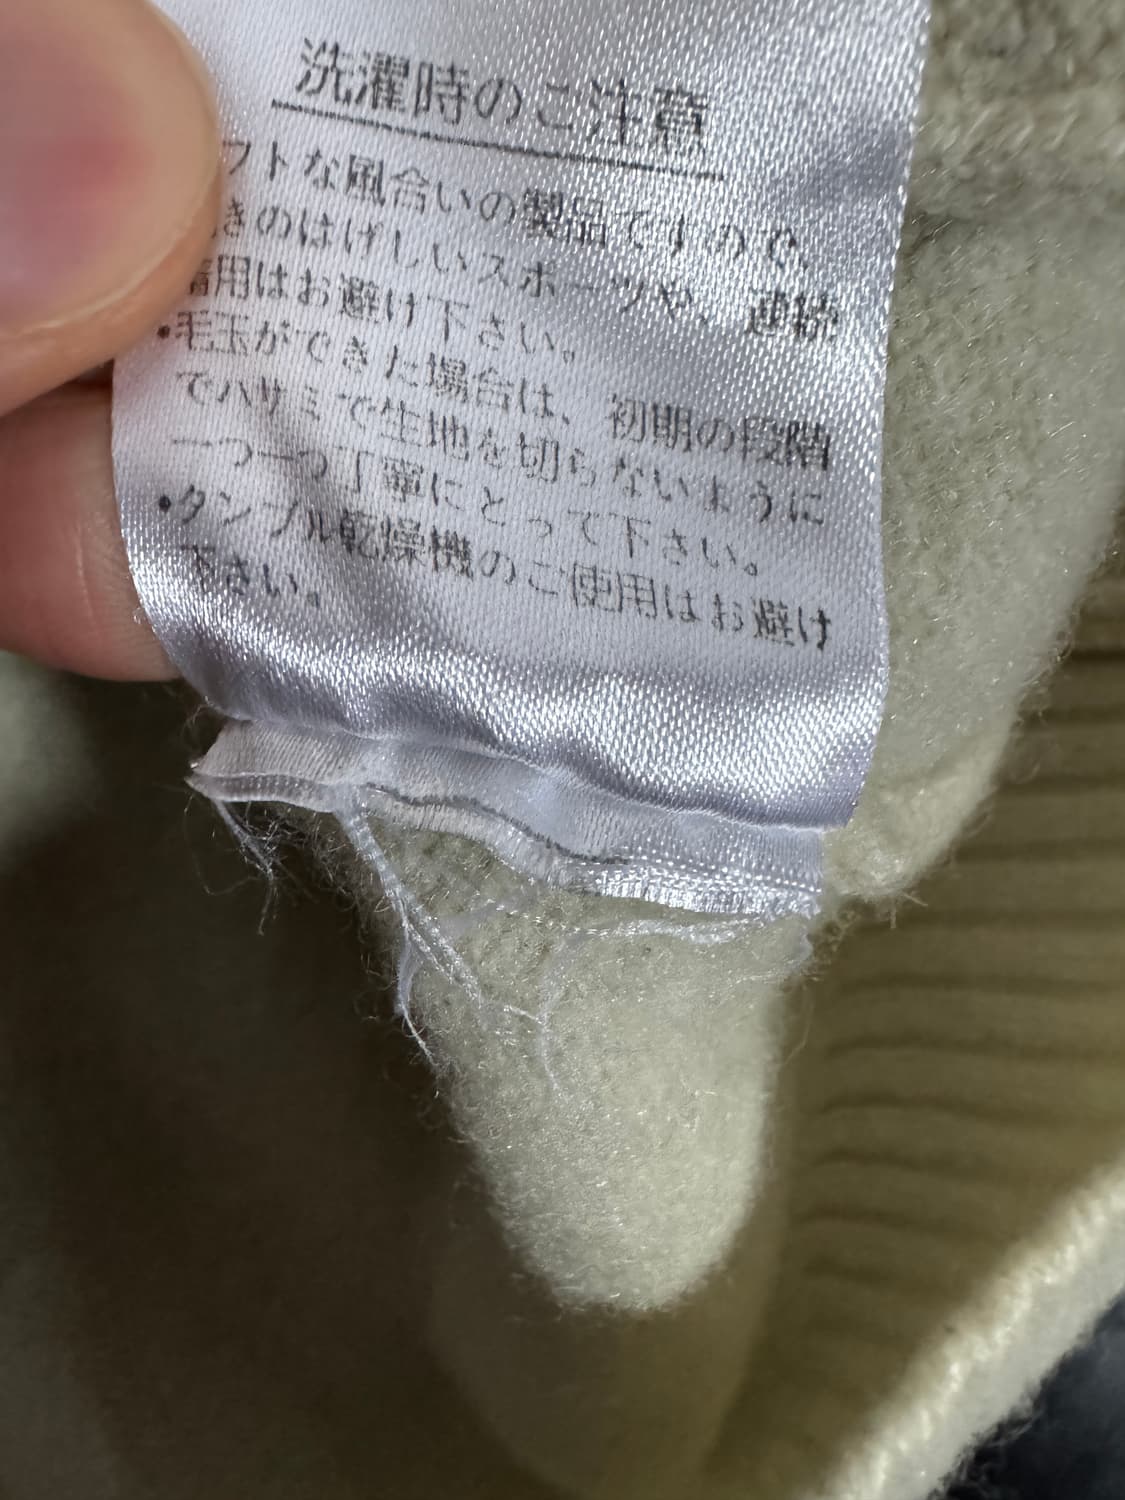 洗濯時のご注意
フトな風合いの製品ですので、
きのはげしいスポーツや、連続
着用はお避け下さい。
・毛玉ができた場合は、初期の段階
でハサミで生地を切らないように
一つ一つ丁寧にとって下さい。
・タンブル乾燥機のご使用はお避け
下さい。